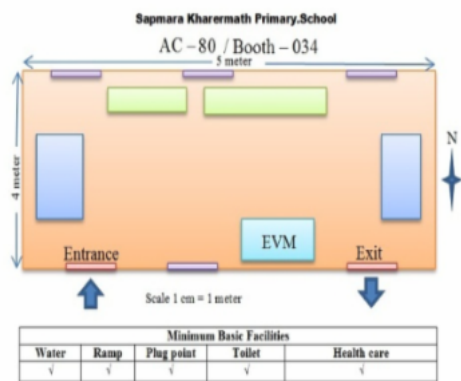 Sapmara Kharermath Primary.School
AC-80 / Booth-034
5 meter
4 meter
N
EVM
Entrance
Exit
Scale 1 cm = 1 meter
Minimum Basic Facilities
Water Ramp Plug point Toilet Health care
√ √ √ √ √